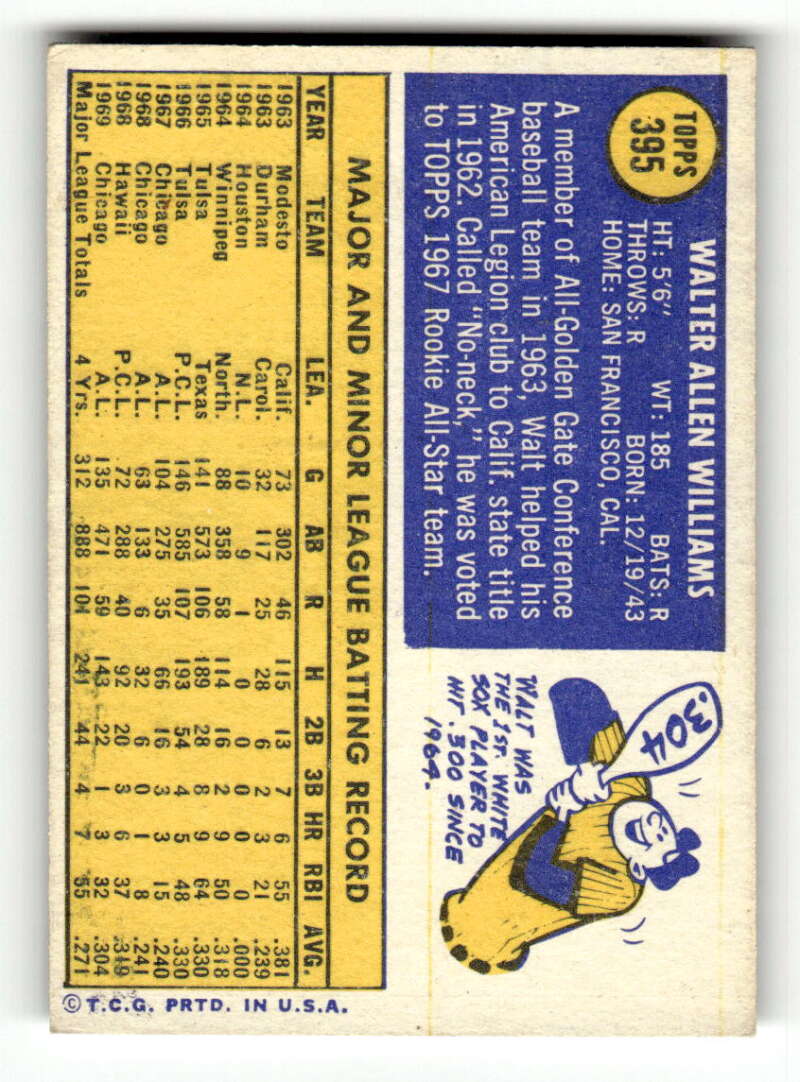 TOPPS
395
WALTER ALLEN WILLIAMS
HT: 5'6" WT: 185 BATS: R
THROWS: R BORN: 12/19/43
HOME: SAN FRANCISCO, CAL.
A member of All-Golden Gate Conference
baseball team in 1963, Walt helped his
American Legion club to Calif. state title
in 1962. Called "No-neck," he was voted
to TOPPS 1967 Rookie All-Star team.
.304
WALT WAS
THE 1ST. WHITE
SOX PLAYER TO
HIT .300 SINCE
1964.
MAJOR AND MINOR LEAGUE BATTING RECORD
YEAR TEAM LEA. G AB R H 2B 3B HR RBI AVG.
1963 Modesto Calif. 73 302 46 115 13 7 6 55 .381
1963 Durham Carol. 32 117 25 28 6 2 3 21 .239
1964 Houston N.L. 10 9 1 0 0 0 0 0 .000
1964 Winnipeg North. 88 358 58 114 16 2 9 50 .318
1965 Tulsa Texas 141 573 106 189 28 8 9 64 .330
1966 Tulsa P.C.L. 146 585 107 193 54 4 5 48 .330
1967 Chicago A.L. 104 275 35 66 16 3 3 15 .240
1968 Chicago A.L. 63 133 6 32 6 0 1 8 .241
1968 Hawaii P.C.L. 72 288 40 92 20 3 6 37 .319
1969 Chicago A.L. 135 471 59 143 22 1 3 32 .304
Major League Totals 4 Yrs. 312 888 101 241 44 4 7 55 .271
© T.C.G. PRTD. IN U.S.A.